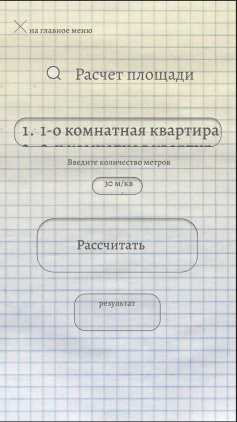 на главное меню
Расчет площади
1. 1-о комнатная квартира
Введите количество метров
30 м/кв
Рассчитать
результат